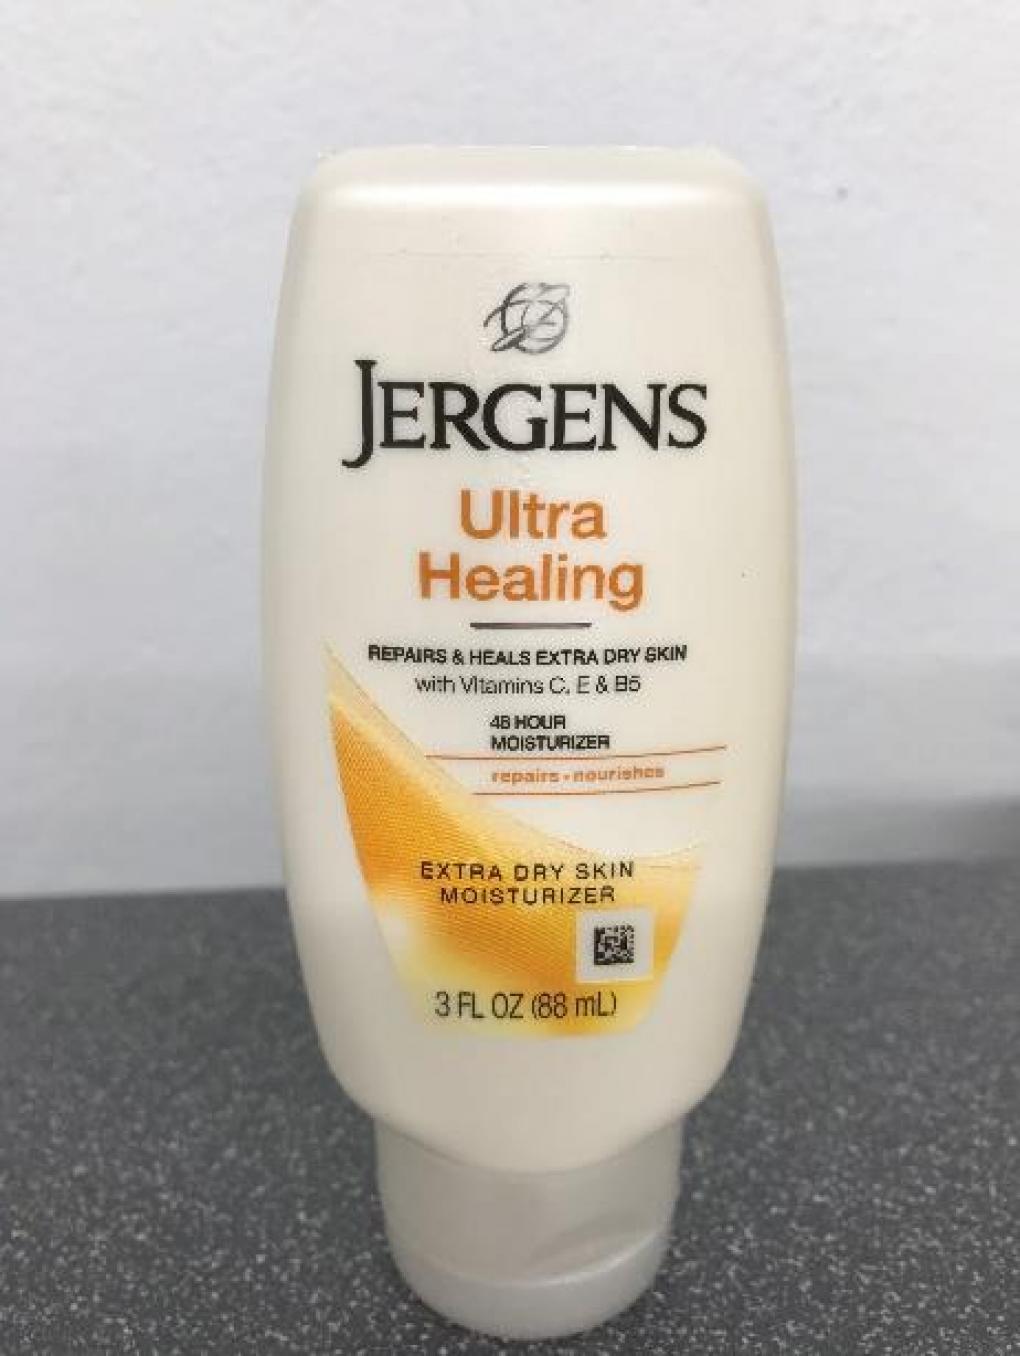 JERGENS
Ultra
Healing
REPAIRS & HEALS EXTRA DRY SKIN
with Vitamins C, E & B5
48 HOUR
MOISTURIZER
repairs • nourishes
EXTRA DRY SKIN
MOISTURIZER
3 FL OZ (88 mL)